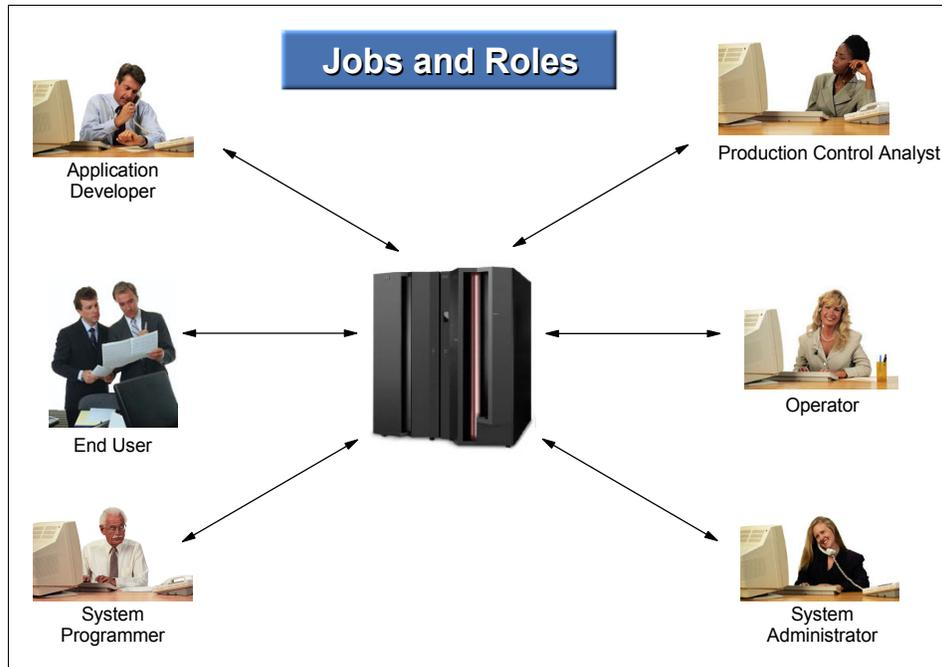 Jobs and Roles
Application
Developer
Production Control Analyst
End User
Operator
System
Programmer
System
Administrator